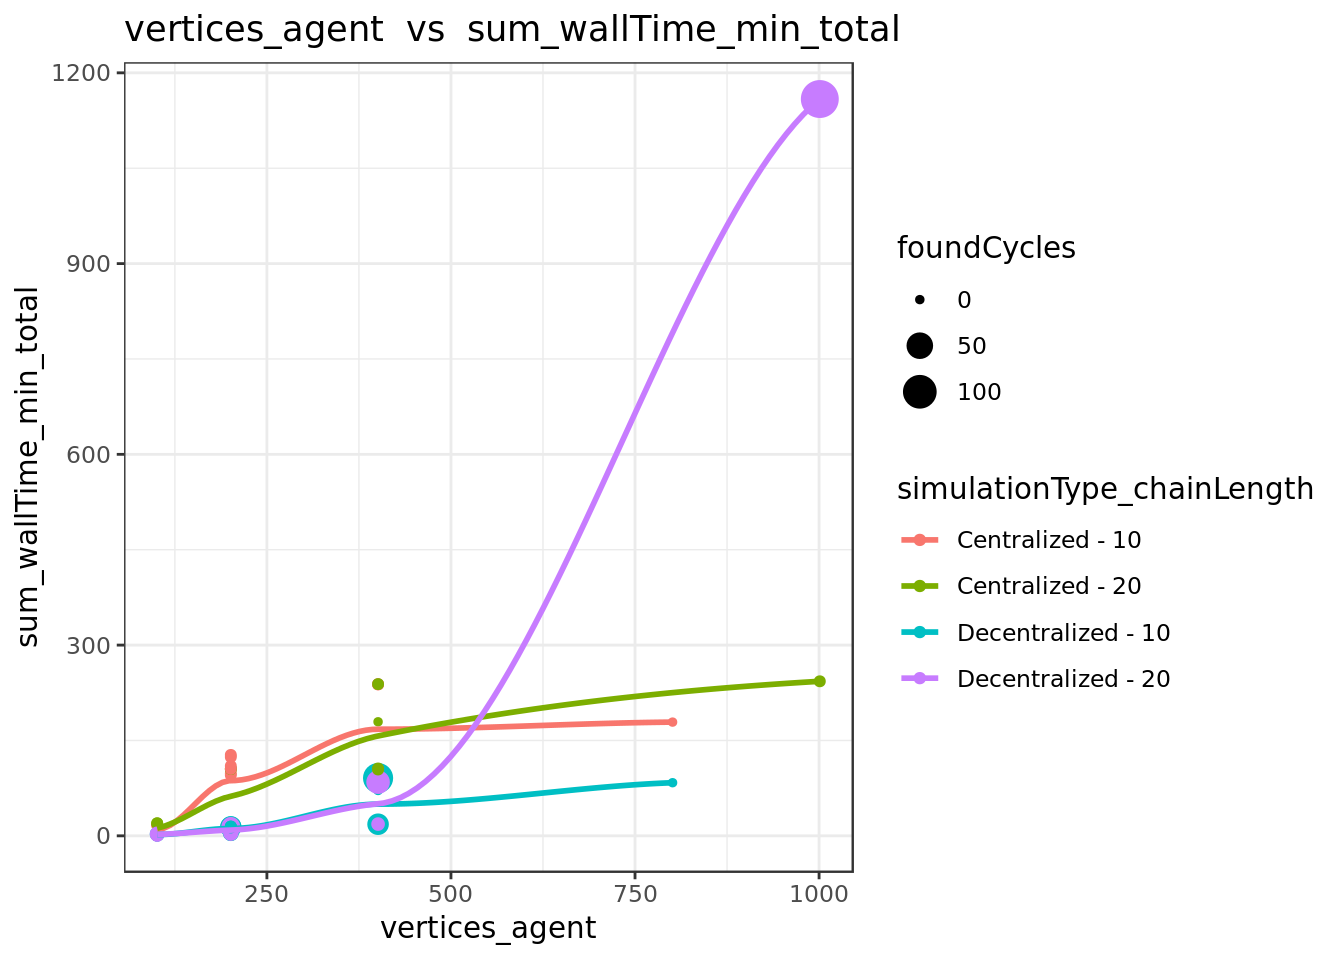 vertices_agent vs sum_wallTime_min_total
1200
900
600
300
0
sum_wallTime_min_total
250
500
750
1000
vertices_agent
foundCycles
0
50
100
simulationType_chainLength
Centralized - 10
Centralized - 20
Decentralized - 10
Decentralized - 20